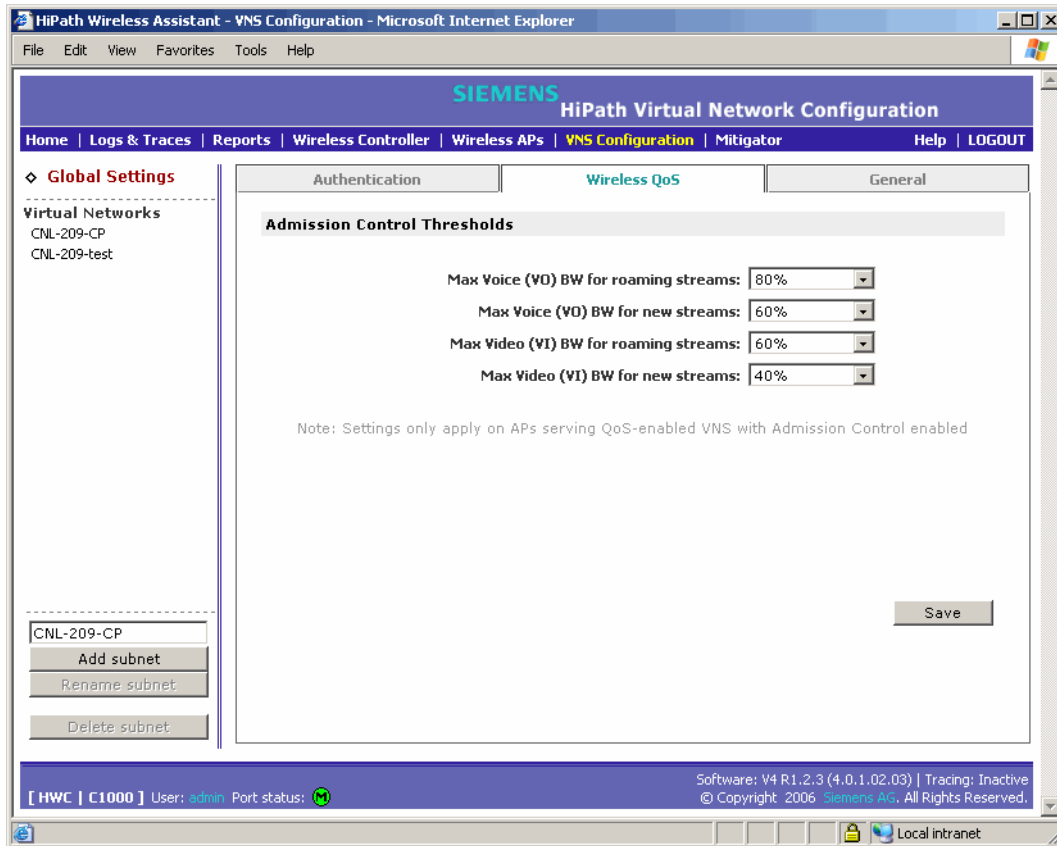 HiPath Wireless Assistant - VNS Configuration - Microsoft Internet Explorer
File Edit View Favorites Tools Help
SIEMENS
HiPath Virtual Network Configuration
Home | Logs & Traces | Reports | Wireless Controller | Wireless APs | VNS Configuration | Mitigator Help | LOGOUT
Global Settings
Virtual Networks
CNL-209-CP
CNL-209-test
Authentication Wireless QoS General
Admission Control Thresholds
Max Voice (VO) BW for roaming streams: 80%
Max Voice (VO) BW for new streams: 60%
Max Video (VI) BW for roaming streams: 60%
Max Video (VI) BW for new streams: 40%
Note: Settings only apply on APs serving QoS-enabled VNS with Admission Control enabled
Save
CNL-209-CP
Add subnet
Rename subnet
Delete subnet
Software: V4 R1.2.3 (4.0.1.02.03) | Tracing: Inactive
[ HWC | C1000 ] User: admin Port status: M
© Copyright 2006 Siemens AG. All Rights Reserved.
Local intranet